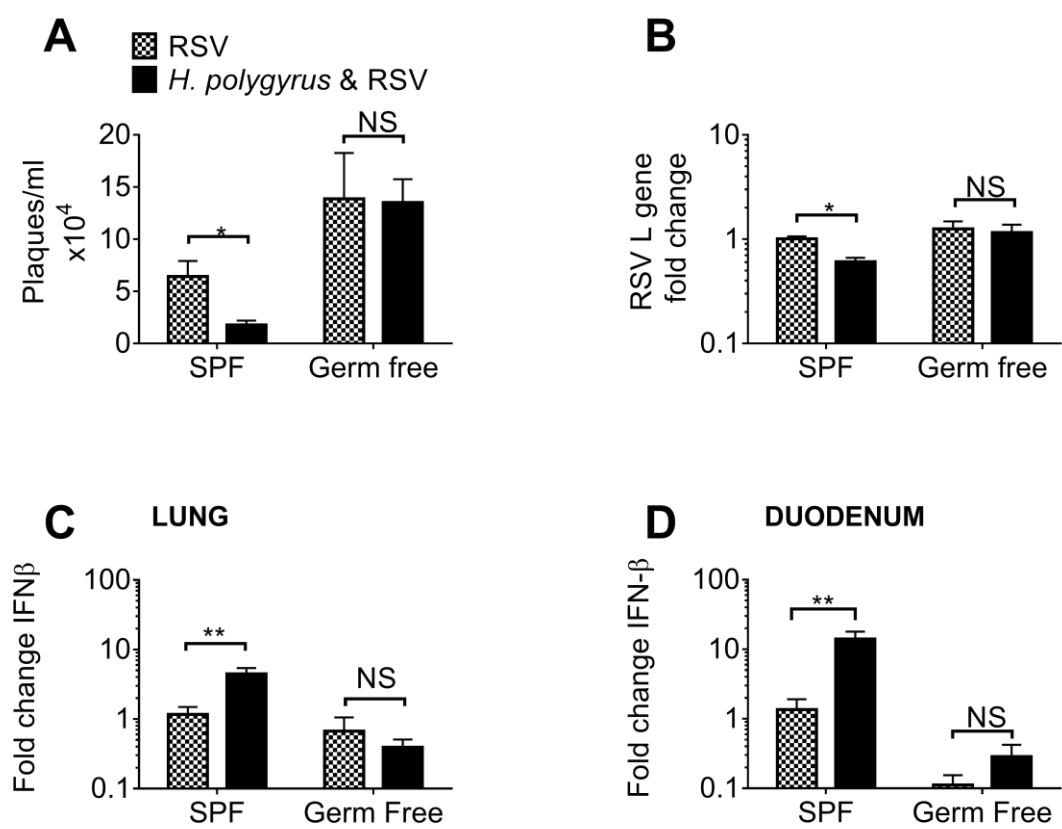 A
RSV
H. polygyrus & RSV
Plaques/ml
x10⁴
20
15
10
5
0
*
NS
SPF
Germ free
B
RSV L gene
fold change
10
1
0.1
*
NS
SPF
Germ free
C
LUNG
Fold change IFNβ
100
10
1
0.1
**
NS
SPF
Germ Free
D
DUODENUM
Fold change IFN-β
100
10
1
0.1
**
NS
SPF
Germ Free